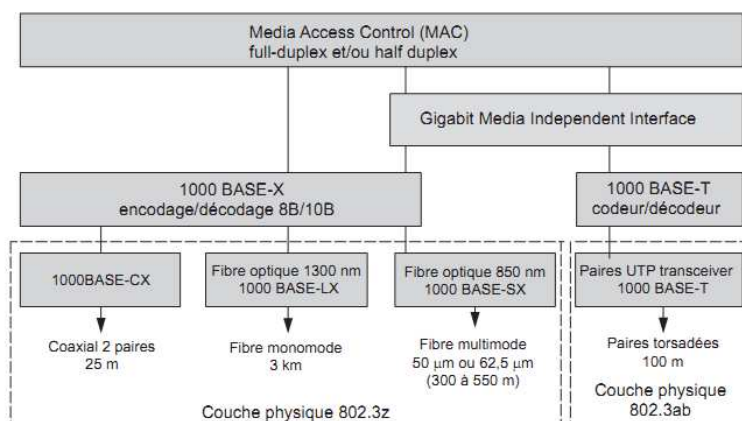 Media Access Control (MAC)
full-duplex et/ou half duplex
Gigabit Media Independent Interface
1000 BASE-X
encodage/décodage 8B/10B
1000 BASE-T
codeur/décodeur
1000BASE-CX
Fibre optique 1300 nm
1000 BASE-LX
Fibre optique 850 nm
1000 BASE-SX
Paires UTP transceiver
1000 BASE-T
Coaxial 2 paires
25 m
Fibre monomode
3 km
Fibre multimode
50 µm ou 62,5 µm
(300 à 550 m)
Paires torsadées
100 m
Couche physique 802.3z
Couche physique
802.3ab